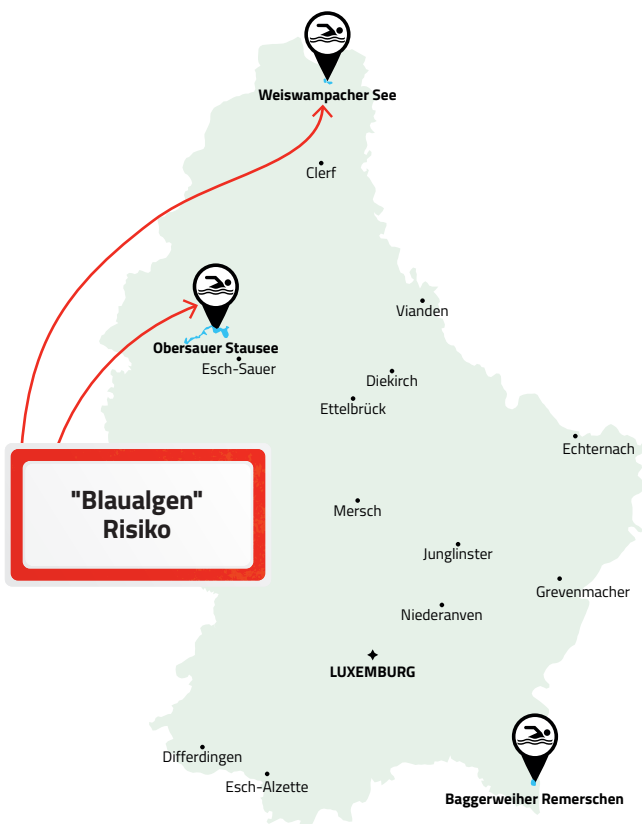 Weiswampacher See
Clerf
Vianden
Obersauer Stausee
Esch-Sauer
Diekirch
Ettelbrück
Echternach
"Blaualgen"
Risiko
Mersch
Junglinster
Grevenmacher
Niederanven
LUXEMBURG
Differdingen
Esch-Alzette
Baggerweiher Remerschen